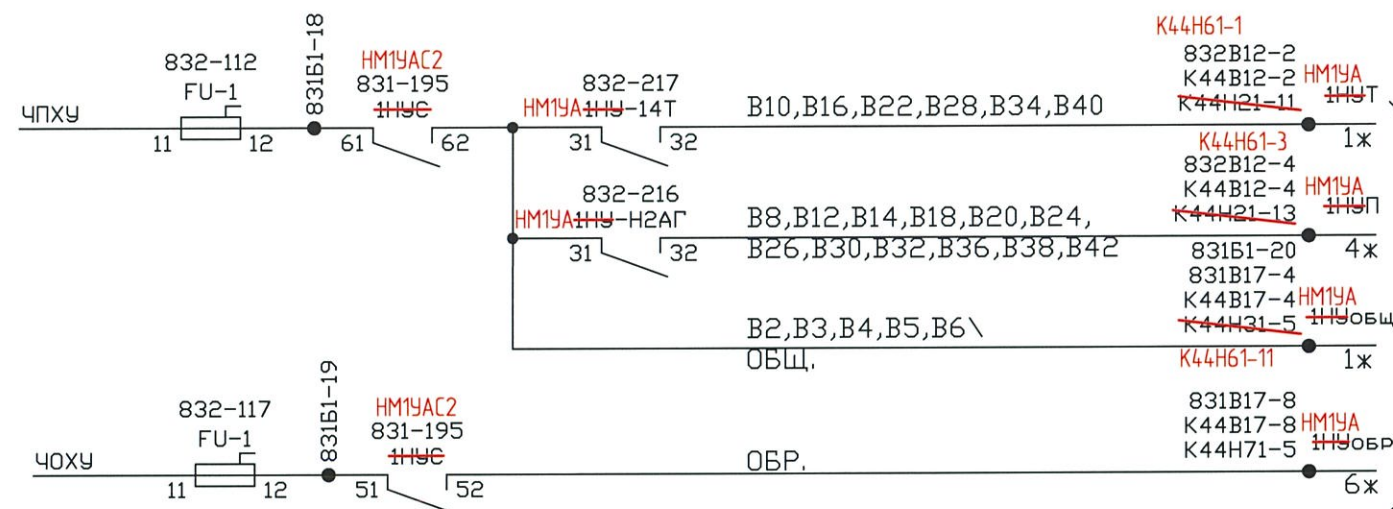 К44Н61-1
832-112
831Б1-18
НМ1УАС2
832В12-2
FU-1
831-195
832-217
К44В12-2
НМ1УА
ЧПХУ
1НУС
НМ1УА 1НУ-14Т
В10,В16,В22,В28,В34,В40
К44Н21-11
1НУТ
11 12
61 62
31 32
1ж
К44Н61-3
832В12-4
832-216
К44В12-4
НМ1УА
НМ1УА 1НУ-Н2АГ
В8,В12,В14,В18,В20,В24,
К44Н21-13
1НУП
31 32
В26,В30,В32,В36,В38,В42
831Б1-20
4ж
831В17-4
К44В17-4
НМ1УА
В2,В3,В4,В5,В6\
К44Н31-5
1НУОБЩ
ОБЩ.
К44Н61-11
1ж
831Б1-19
832-117
НМ1УАС2
831В17-8
FU-1
831-195
К44В17-8
НМ1УА
ЧОХУ
1НУС
ОБР.
К44Н71-5
1НУОБР
11 12
51 52
6ж